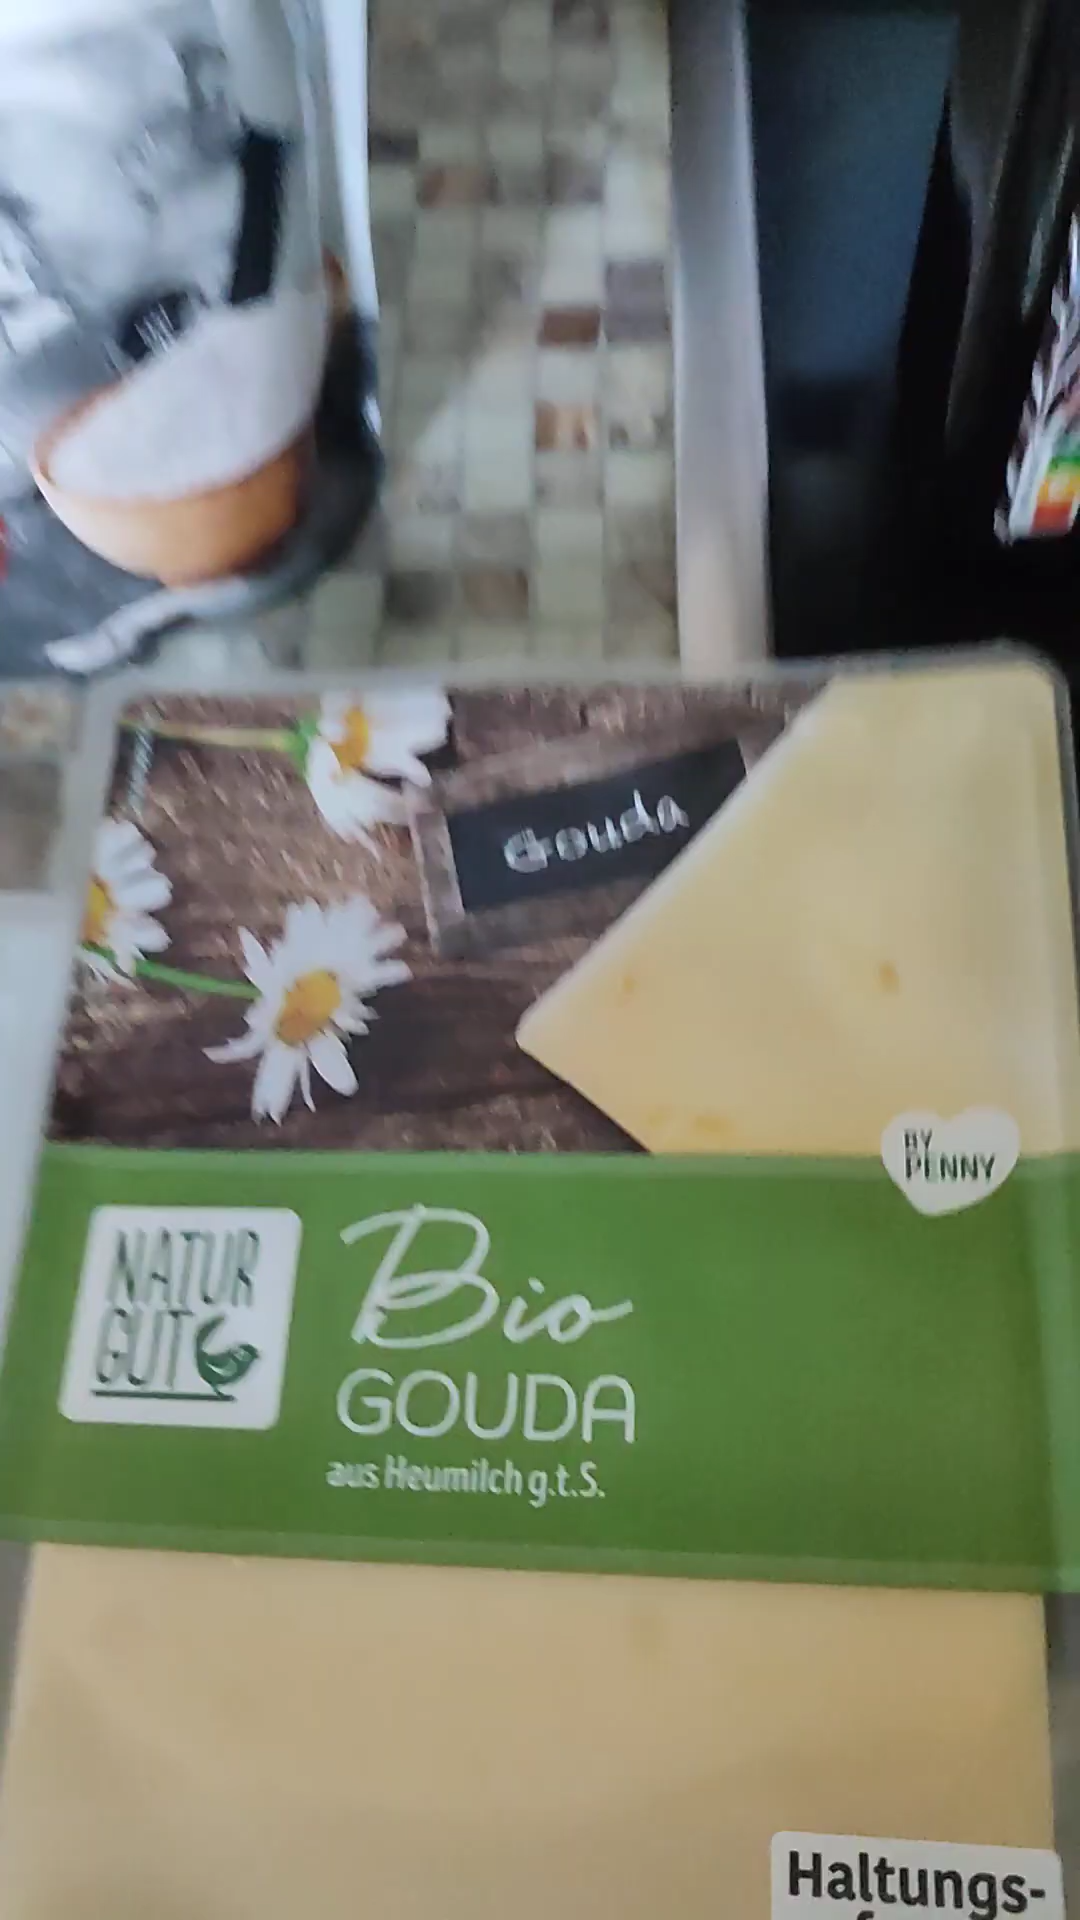 Gouda
BY
PENNY
NATUR
GUT
Bio
GOUDA
aus Heumilch g.t.S.
Haltungs-